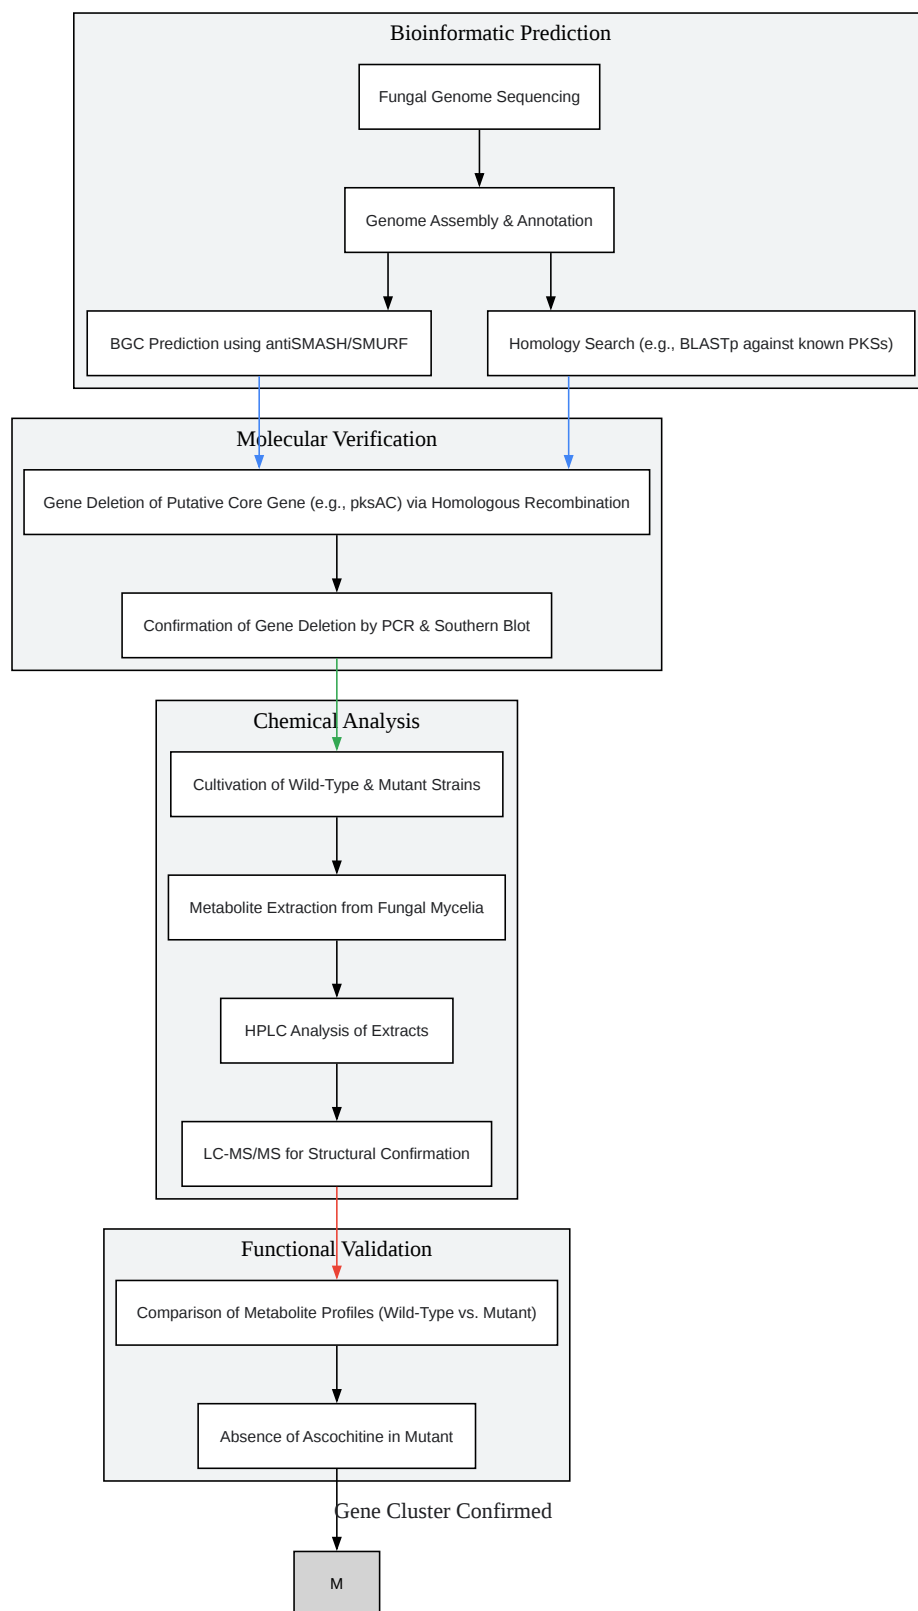 Bioinformatic Prediction
Fungal Genome Sequencing
Genome Assembly & Annotation
BGC Prediction using antiSMASH/SMURF
Homology Search (e.g., BLASTp against known PKSs)
Molecular Verification
Gene Deletion of Putative Core Gene (e.g., pksAC) via Homologous Recombination
Confirmation of Gene Deletion by PCR & Southern Blot
Chemical Analysis
Cultivation of Wild-Type & Mutant Strains
Metabolite Extraction from Fungal Mycelia
HPLC Analysis of Extracts
LC-MS/MS for Structural Confirmation
Functional Validation
Comparison of Metabolite Profiles (Wild-Type vs. Mutant)
Absence of Ascochitine in Mutant
Gene Cluster Confirmed
M